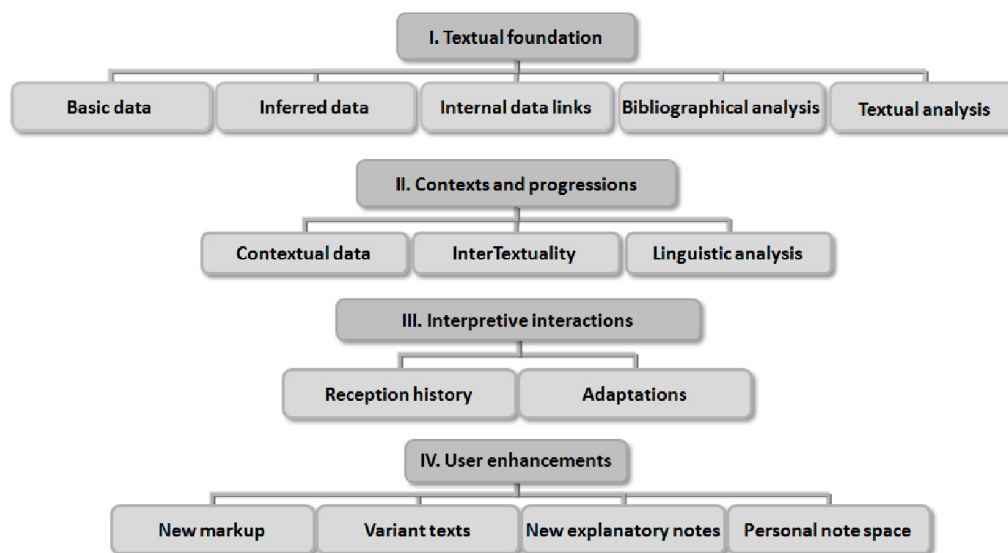 I. Textual foundation
Basic data
Inferred data
Internal data links
Bibliographical analysis
Textual analysis
II. Contexts and progressions
Contextual data
InterTextuality
Linguistic analysis
III. Interpretive interactions
Reception history
Adaptations
IV. User enhancements
New markup
Variant texts
New explanatory notes
Personal note space